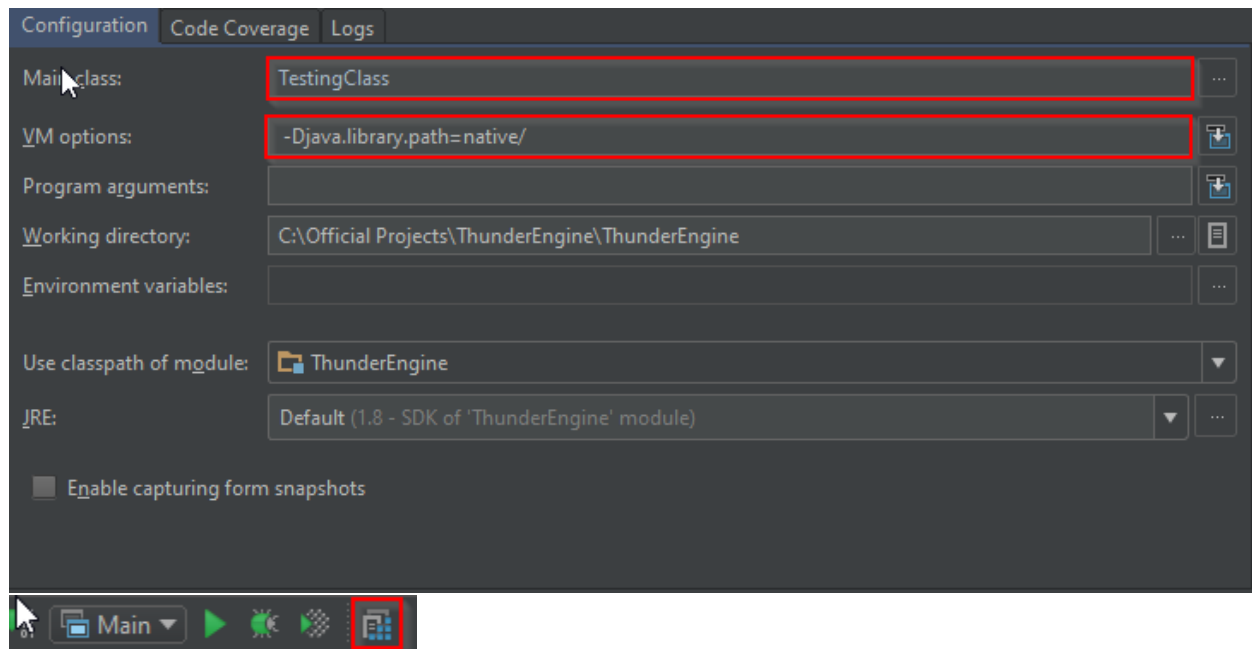 Configuration Code Coverage Logs
Main class: TestingClass
VM options: -Djava.library.path=native/
Program arguments:
Working directory: C:\Official Projects\ThunderEngine\ThunderEngine
Environment variables:
Use classpath of module: ThunderEngine
JRE: Default (1.8 - SDK of 'ThunderEngine' module)
Enable capturing form snapshots
Main